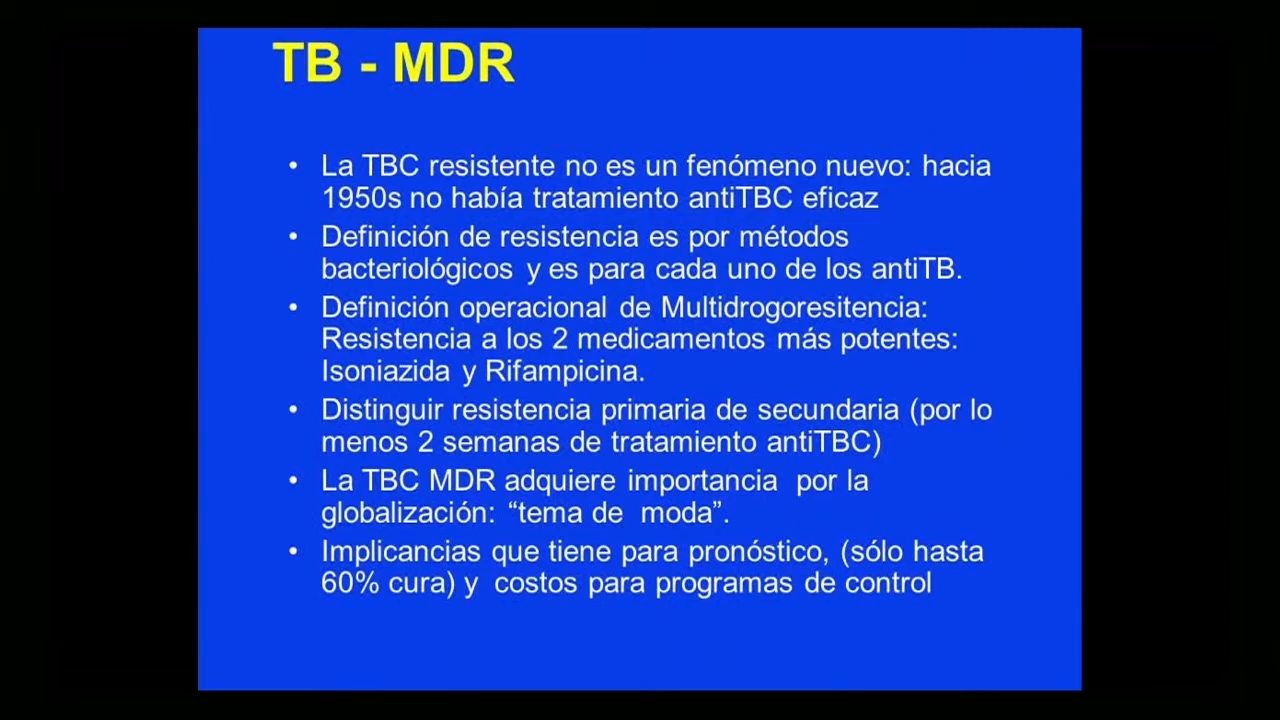 TB - MDR
• La TBC resistente no es un fenómeno nuevo: hacia
1950s no había tratamiento antiTBC eficaz
• Definición de resistencia es por métodos
bacteriológicos y es para cada uno de los antiTB.
• Definición operacional de Multidrogoresitencia:
Resistencia a los 2 medicamentos más potentes:
Isoniazida y Rifampicina.
• Distinguir resistencia primaria de secundaria (por lo
menos 2 semanas de tratamiento antiTBC)
• La TBC MDR adquiere importancia por la
globalización: “tema de moda”.
• Implicancias que tiene para pronóstico, (sólo hasta
60% cura) y costos para programas de control